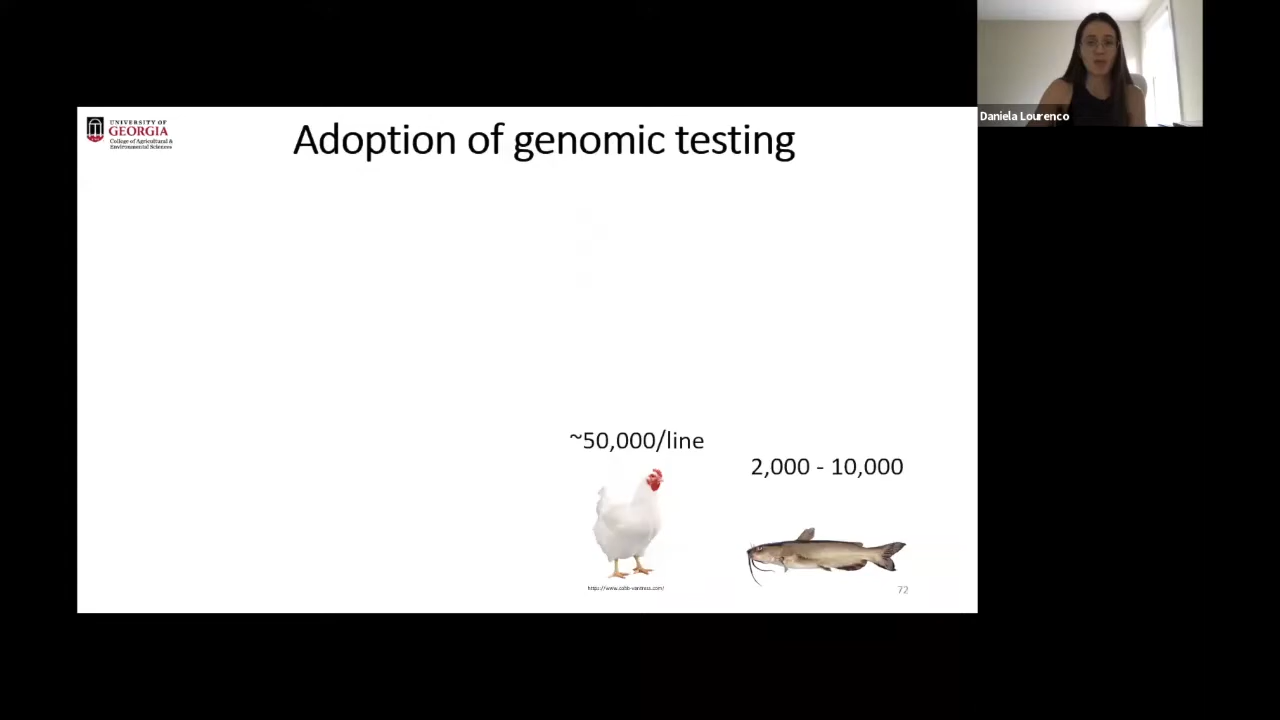 Daniela Lourenco
UNIVERSITY OF
GEORGIA
College of Agricultural &
Environmental Sciences
Adoption of genomic testing
~50,000/line
2,000 - 10,000
https://www.cobb-vantress.com/
72